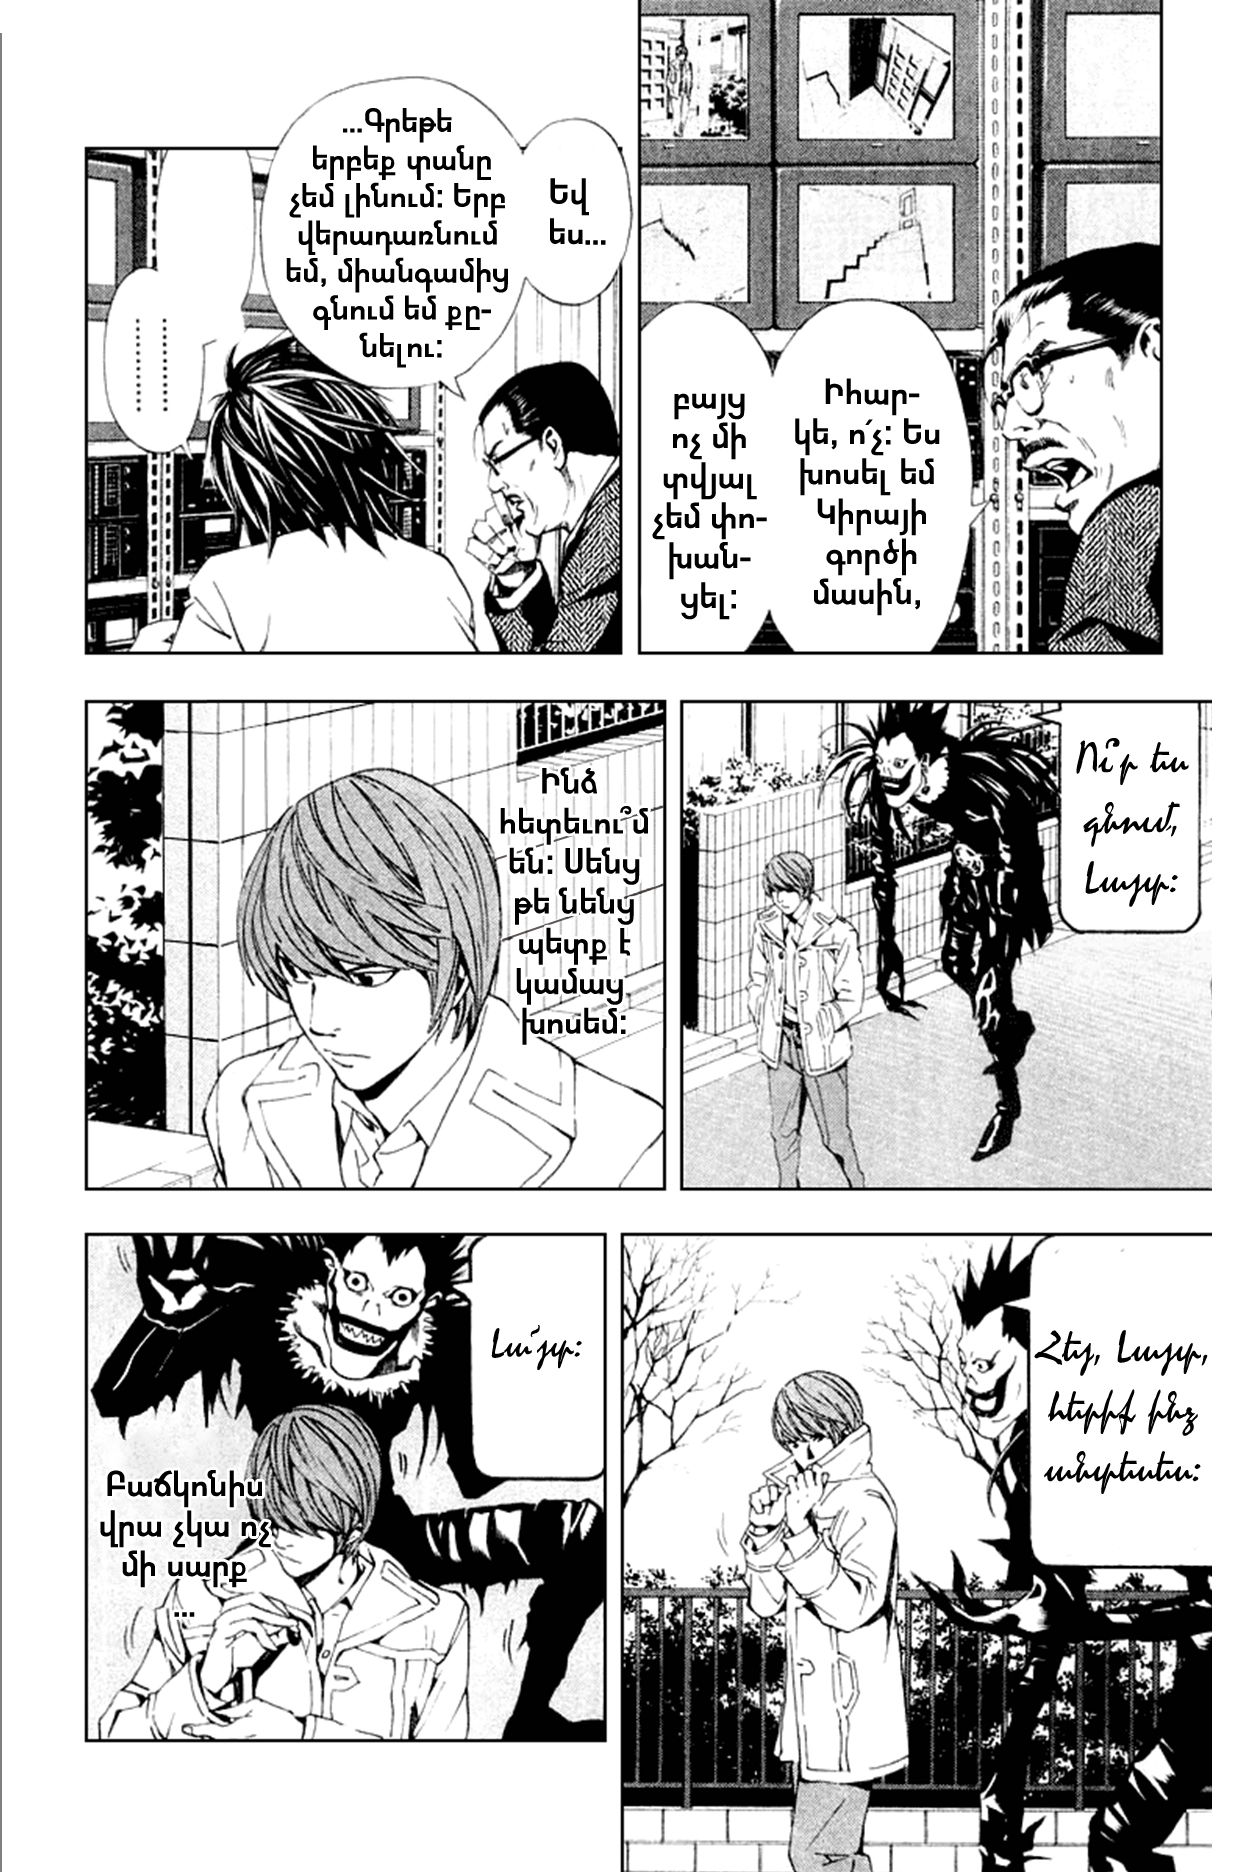 Իհար-
կե, ո՛չ: Ես
խոսել եմ
Կիրայի
գործի
մասին,
բայց
ոչ մի
տվյալ
չեմ փո-
խան-
ցել:
Եվ
ես...
...Գրեթե
երբեք տանը
չեմ լինում: Երբ
վերադառնում
եմ, միանգամից
գնում եմ քը-
նելու:
Ո՞ւր ես
գնում,
Լայթ:
Ինձ
հետեւու՞մ
են: Սենց
թե նենց
պետք է
կամաց
խոսեմ:
Հեյ, Լայթ,
հերիք ինչ
անտեսես:
Լա՜յթ:
Բաճկոնիս
վրա չկա ոչ
մի սարք
...